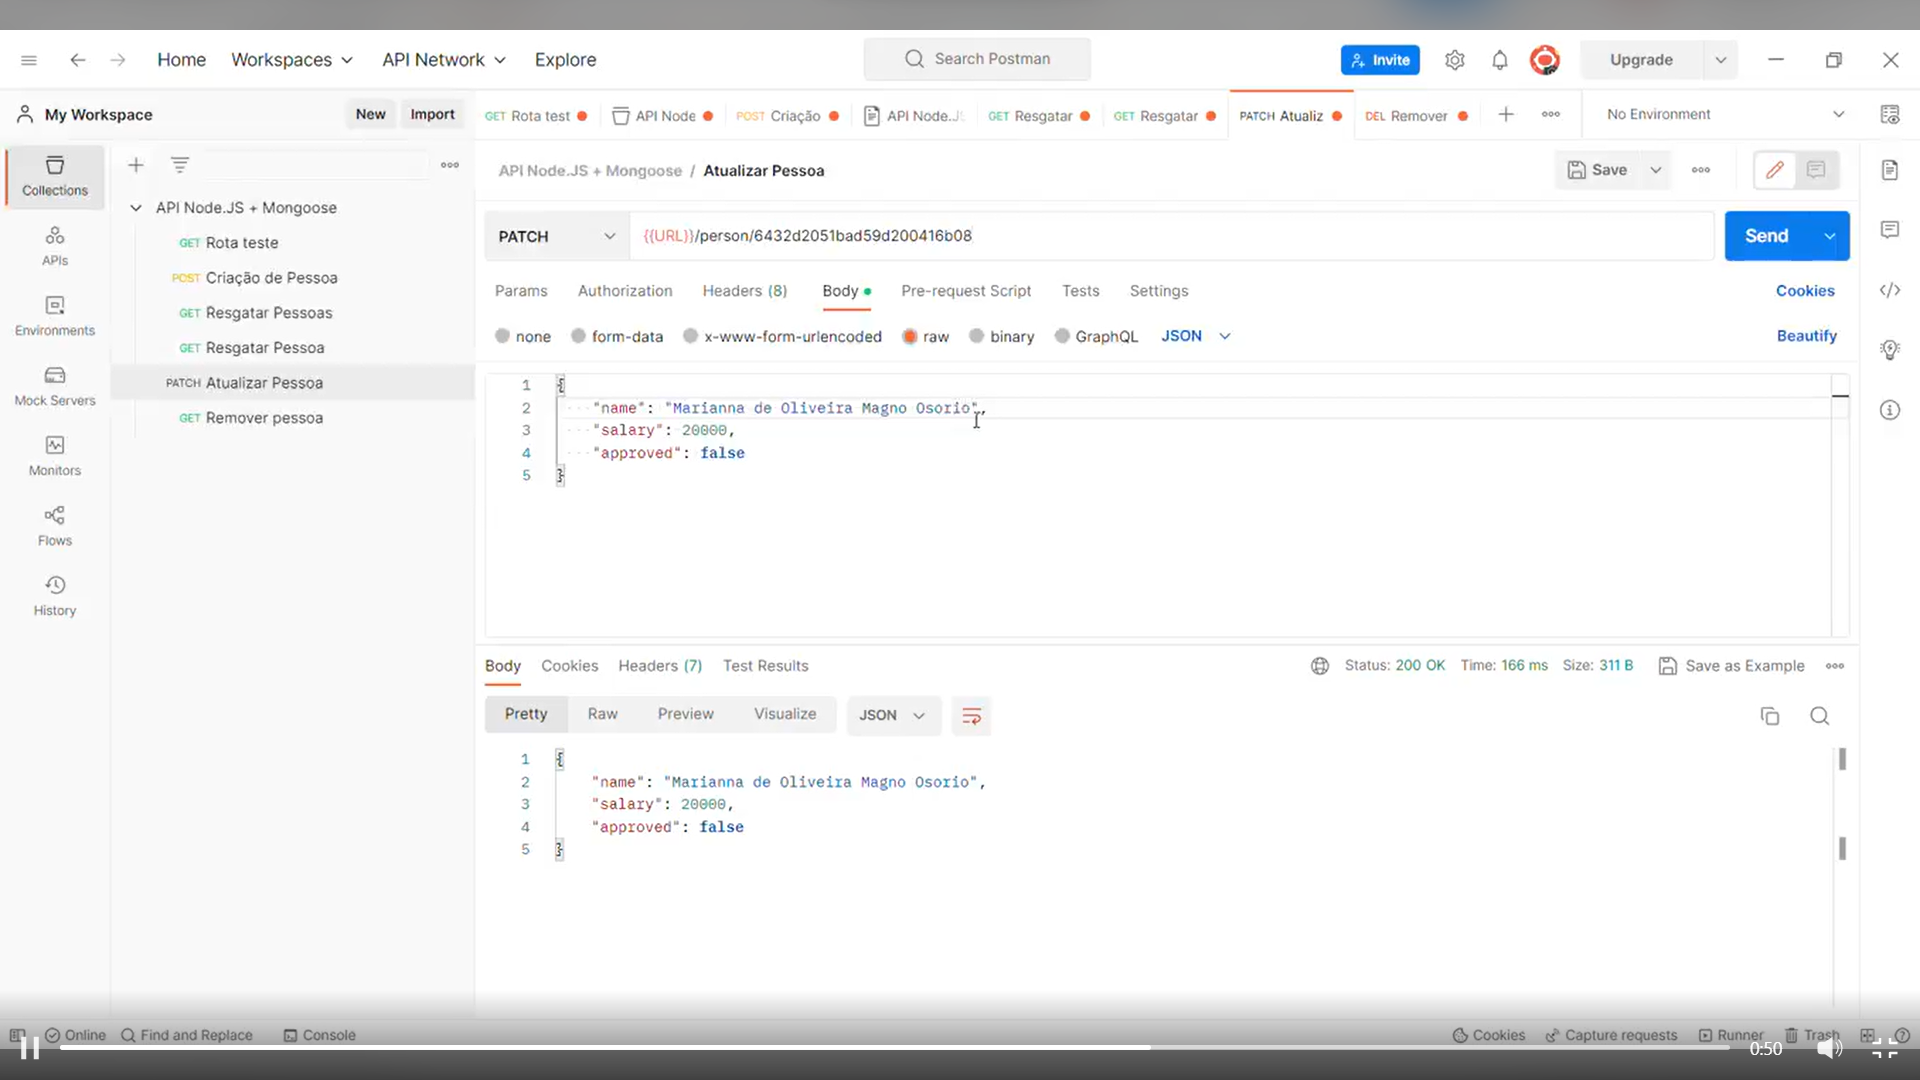 Home Workspaces API Network Explore Search Postman Invite Upgrade
My Workspace New Import GET Rota test API Node POST Criação API Node.JS GET Resgatar GET Resgatar PATCH Atualiz DEL Remover No Environment
API Node.JS + Mongoose / Atualizar Pessoa Save
Collections
APIs
Environments
Mock Servers
Monitors
Flows
History
API Node.JS + Mongoose
GET Rota teste
POST Criação de Pessoa
GET Resgatar Pessoas
GET Resgatar Pessoa
PATCH Atualizar Pessoa
GET Remover pessoa
PATCH {{URL}}/person/6432d2051bad59d200416b08 Send
Params Authorization Headers (8) Body Pre-request Script Tests Settings Cookies
none form-data x-www-form-urlencoded raw binary GraphQL JSON Beautify
1 {
2 "name": "Marianna de Oliveira Magno Osorio",
3 "salary": 20000,
4 "approved": false
5 }
Body Cookies Headers (7) Test Results Status: 200 OK Time: 166 ms Size: 311 B Save as Example
Pretty Raw Preview Visualize JSON
1 {
2 "name": "Marianna de Oliveira Magno Osorio",
3 "salary": 20000,
4 "approved": false
5 }
Online Find and Replace Console Cookies Capture requests Runner Trash
0:50